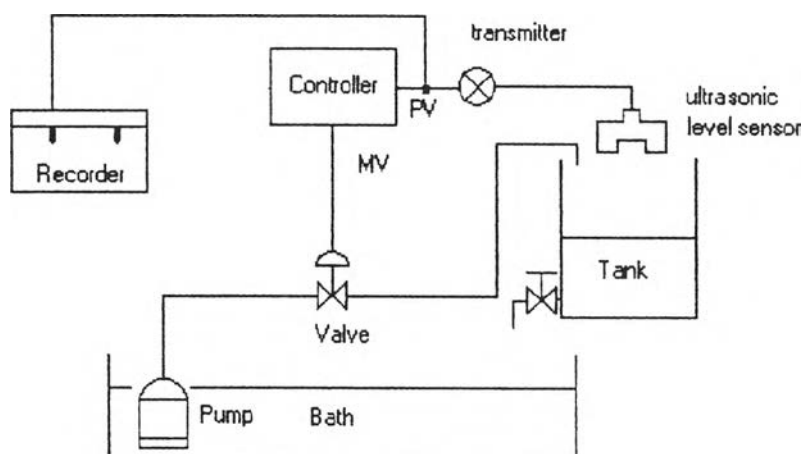 transmitter
Controller
PV
ultrasonic
level sensor
Recorder
MV
Tank
Valve
Pump
Bath